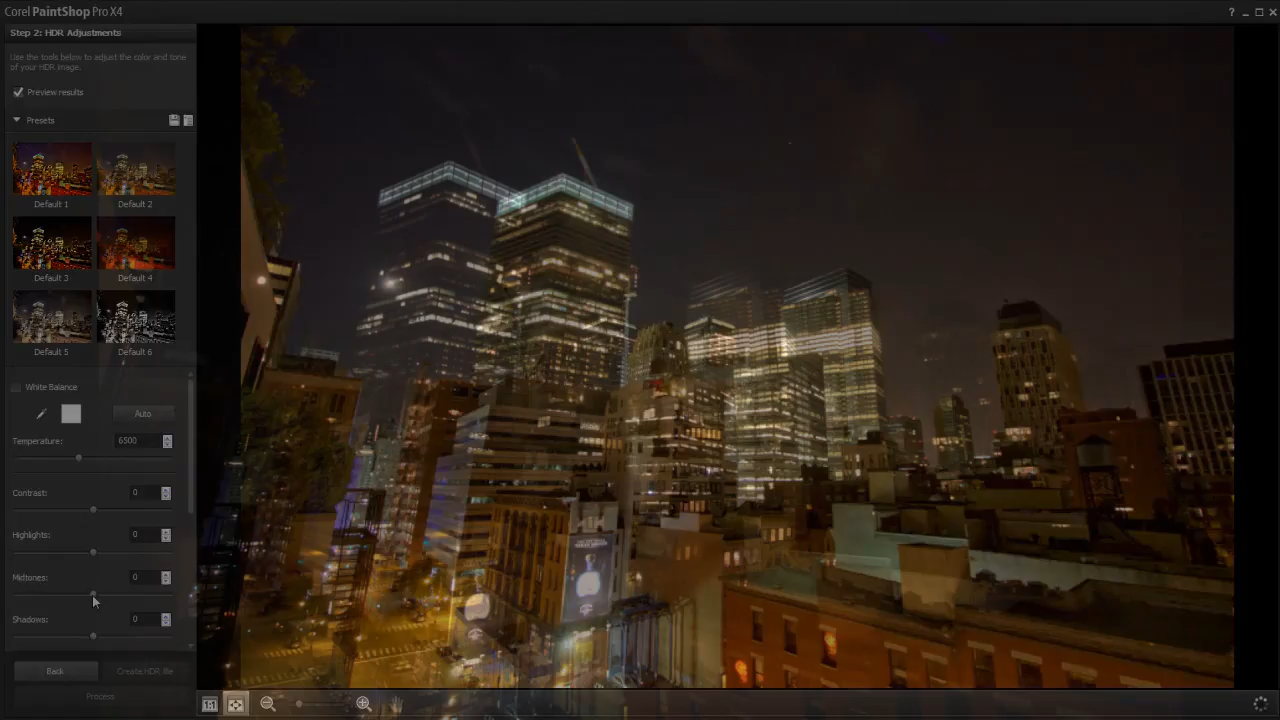 Corel PaintShop Pro X4
Step 2: HDR Adjustments
Use the tools below to adjust the color and tone
of your HDR image.
Preview results
Presets
Default 1
Default 2
Default 3
Default 4
Default 5
Default 6
White Balance
Auto
Temperature: 6500
Contrast: 0
Highlights: 0
Midtones: 0
Shadows: 0
Back
Create HDR file
Process
1:1